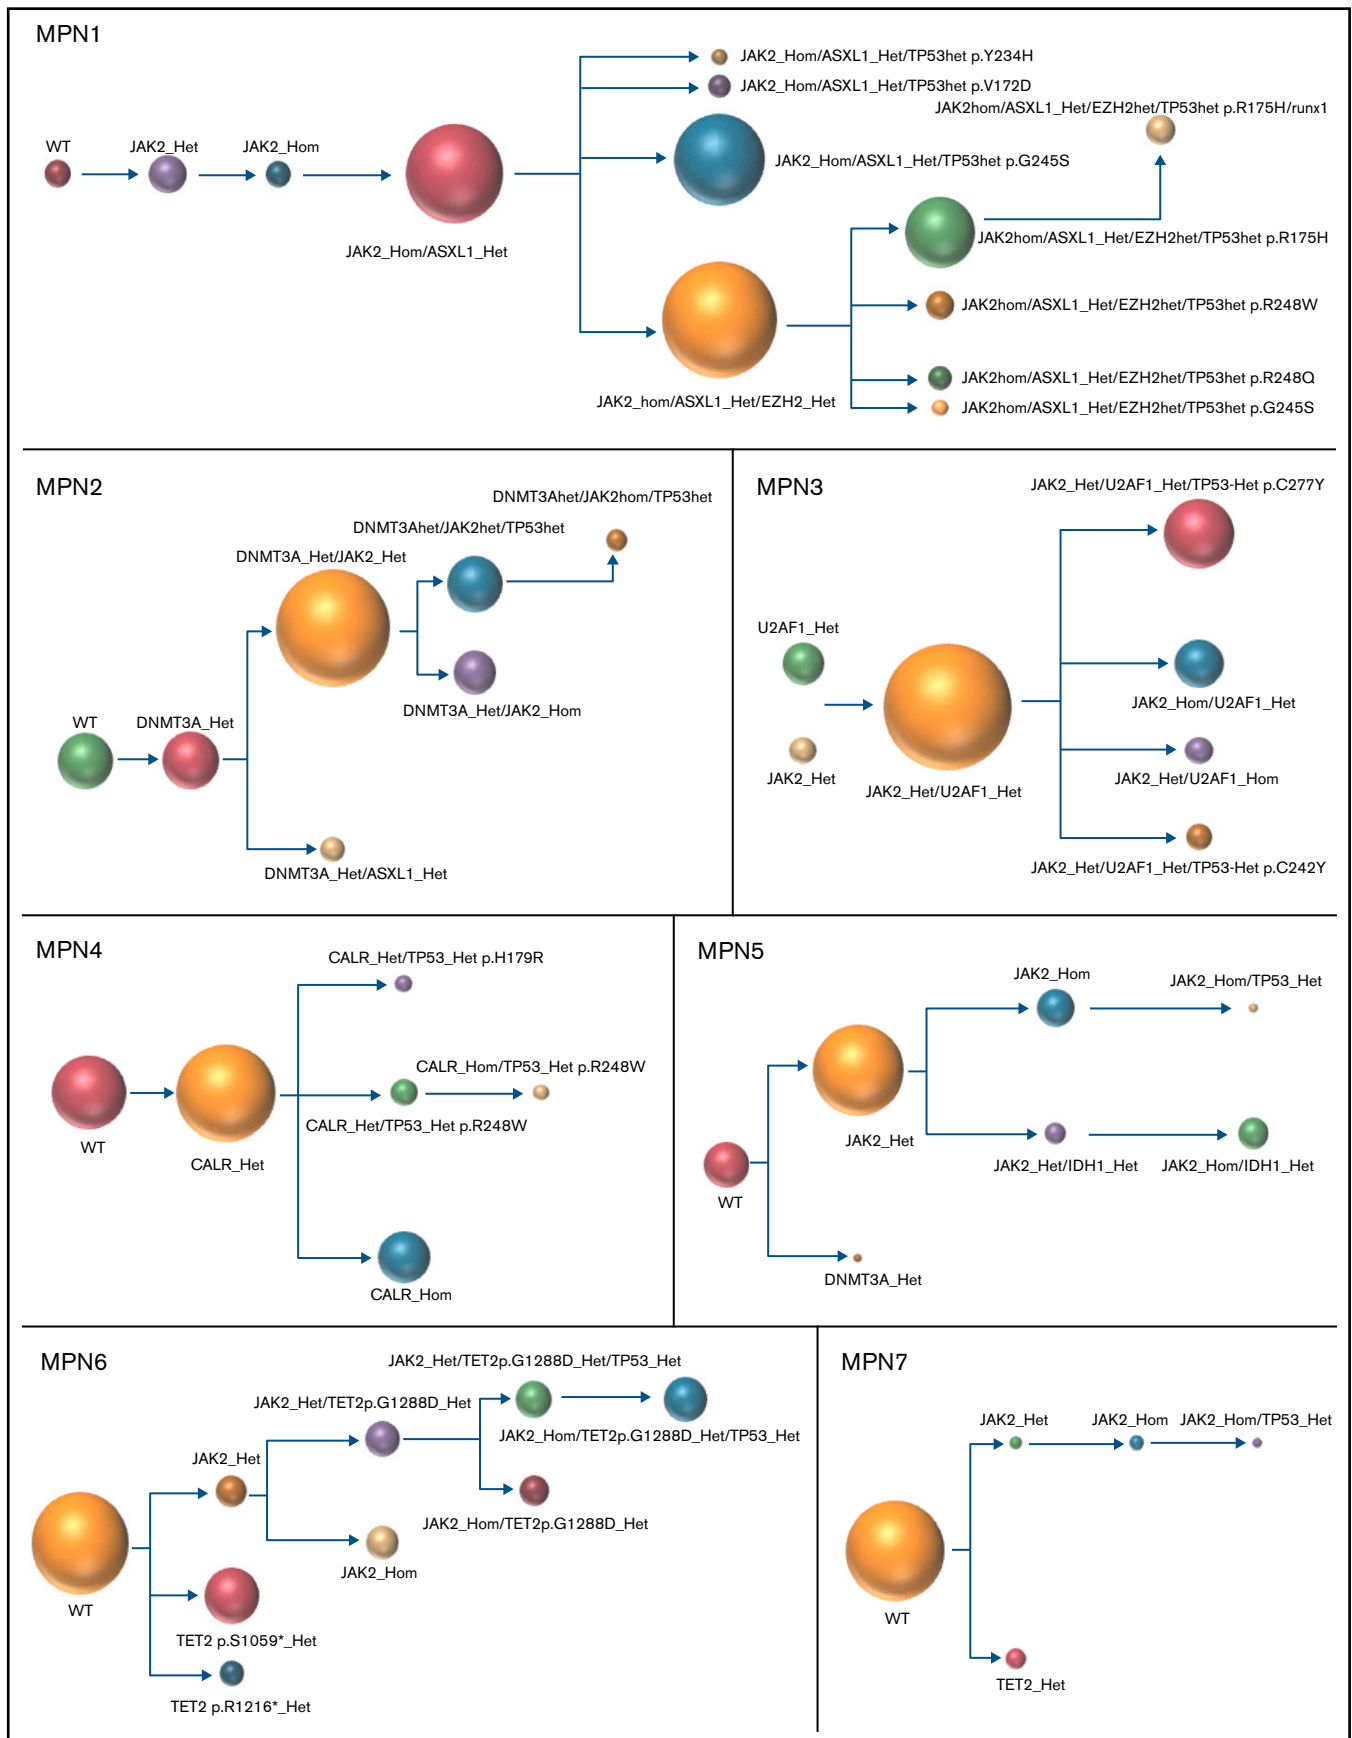 MPN1
JAK2_Hom/ASXL1_Het/TP53het p.Y234H
JAK2_Hom/ASXL1_Het/TP53het p.V172D
JAK2hom/ASXL1_Het/EZH2het/TP53het p.R175H/runx1
WT
JAK2_Het
JAK2_Hom
JAK2_Hom/ASXL1_Het/TP53het p.G245S
JAK2_Hom/ASXL1_Het
JAK2hom/ASXL1_Het/EZH2het/TP53het p.R175H
JAK2hom/ASXL1_Het/EZH2het/TP53het p.R248W
JAK2hom/ASXL1_Het/EZH2het/TP53het p.R248Q
JAK2_hom/ASXL1_Het/EZH2_Het
JAK2hom/ASXL1_Het/EZH2het/TP53het p.G245S
MPN2
DNMT3Ahet/JAK2hom/TP53het
DNMT3Ahet/JAK2het/TP53het
DNMT3A_Het/JAK2_Het
DNMT3A_Het/JAK2_Hom
WT
DNMT3A_Het
DNMT3A_Het/ASXL1_Het
MPN3
JAK2_Het/U2AF1_Het/TP53-Het p.C277Y
U2AF1_Het
JAK2_Hom/U2AF1_Het
JAK2_Het
JAK2_Het/U2AF1_Het
JAK2_Het/U2AF1_Hom
JAK2_Het/U2AF1_Het/TP53-Het p.C242Y
MPN4
CALR_Het/TP53_Het p.H179R
CALR_Hom/TP53_Het p.R248W
CALR_Het/TP53_Het p.R248W
WT
CALR_Het
CALR_Hom
MPN5
JAK2_Hom
JAK2_Hom/TP53_Het
JAK2_Het
JAK2_Het/IDH1_Het
JAK2_Hom/IDH1_Het
WT
DNMT3A_Het
MPN6
JAK2_Het/TET2p.G1288D_Het/TP53_Het
JAK2_Het/TET2p.G1288D_Het
JAK2_Hom/TET2p.G1288D_Het/TP53_Het
JAK2_Het
JAK2_Hom/TET2p.G1288D_Het
JAK2_Hom
WT
TET2 p.S1059*_Het
TET2 p.R1216*_Het
MPN7
JAK2_Het
JAK2_Hom
JAK2_Hom/TP53_Het
WT
TET2_Het